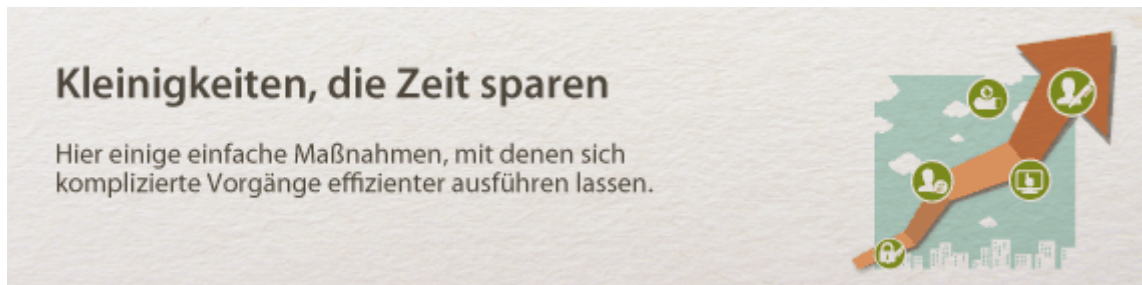 Kleinigkeiten, die Zeit sparen
Hier einige einfache Maßnahmen, mit denen sich
komplizierte Vorgänge effizienter ausführen lassen.